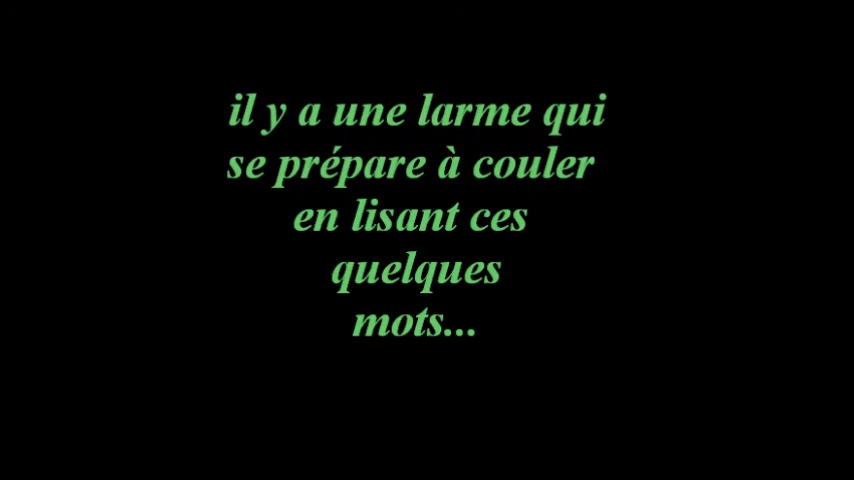 il y a une larme qui
se prépare à couler
en lisant ces
quelques
mots...